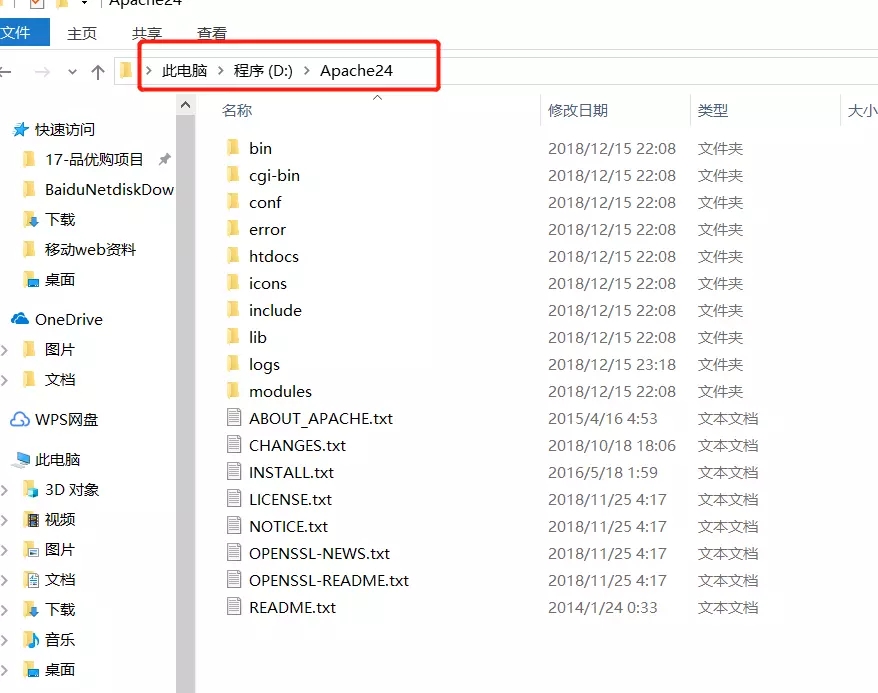 Apache24
文件 主页 共享 查看
此电脑 程序 (D:) Apache24
名称 修改日期 类型 大小
快速访问
17-品优购项目
BaiduNetdiskDow
下载
移动web资料
桌面
OneDrive
图片
文档
WPS网盘
此电脑
3D 对象
视频
图片
文档
下载
音乐
桌面
bin 2018/12/15 22:08 文件夹
cgi-bin 2018/12/15 22:08 文件夹
conf 2018/12/15 22:08 文件夹
error 2018/12/15 22:08 文件夹
htdocs 2018/12/15 22:08 文件夹
icons 2018/12/15 22:08 文件夹
include 2018/12/15 22:08 文件夹
lib 2018/12/15 22:08 文件夹
logs 2018/12/15 23:18 文件夹
modules 2018/12/15 22:08 文件夹
ABOUT_APACHE.txt 2015/4/16 4:53 文本文档
CHANGES.txt 2018/10/18 18:06 文本文档
INSTALL.txt 2016/5/18 1:59 文本文档
LICENSE.txt 2018/11/25 4:17 文本文档
NOTICE.txt 2018/11/25 4:17 文本文档
OPENSSL-NEWS.txt 2018/11/25 4:17 文本文档
OPENSSL-README.txt 2018/11/25 4:17 文本文档
README.txt 2014/1/24 0:33 文本文档